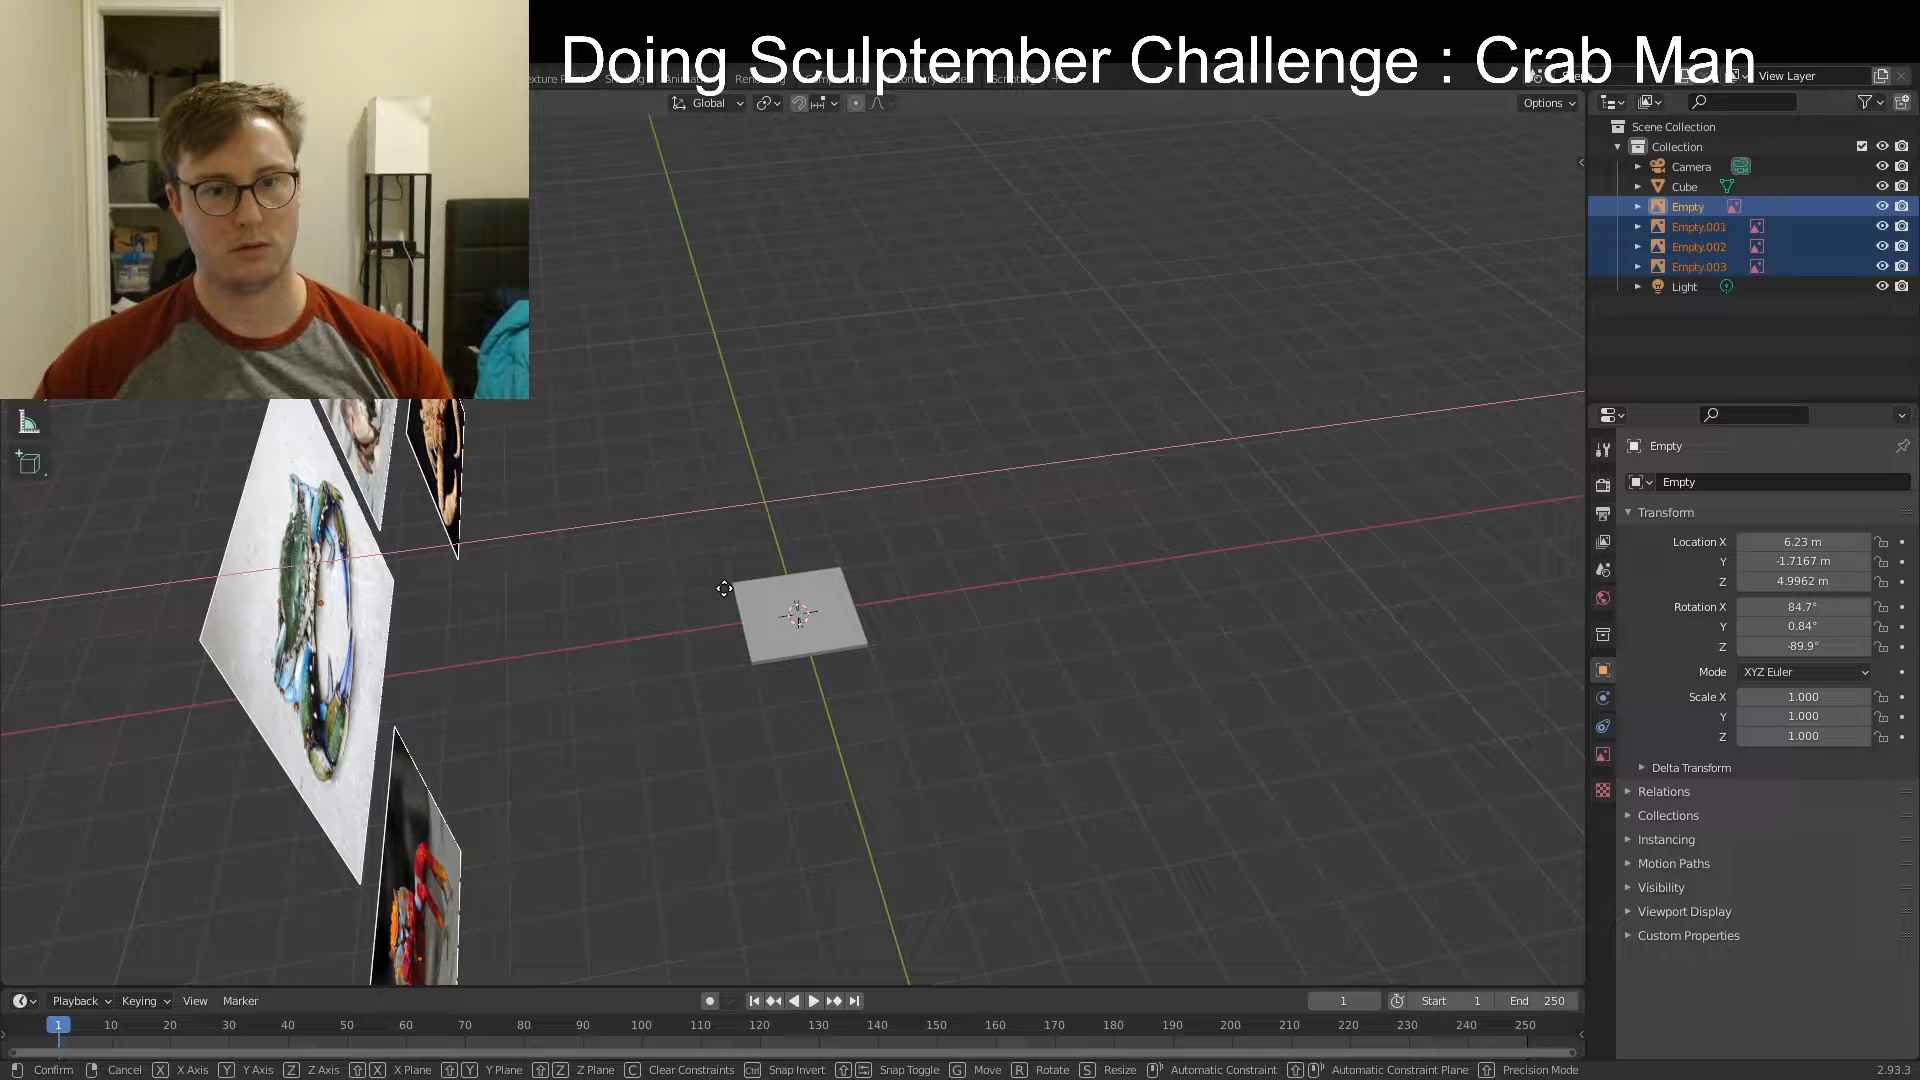 Doing Sculptember Challenge : Crab Man
View Layer
Global
Options
Scene Collection
Collection
Camera
Cube
Empty
Empty.001
Empty.002
Empty.003
Light
Empty
Empty
Transform
Location X 6.23 m
Y -1.7167 m
Z 4.9962 m
Rotation X 84.7°
Y 0.84°
Z -89.9°
Mode XYZ Euler
Scale X 1.000
Y 1.000
Z 1.000
Delta Transform
Relations
Collections
Instancing
Motion Paths
Visibility
Viewport Display
Custom Properties
Playback Keying View Marker 1 Start 1 End 250
1 10 20 30 40 50 60 70 80 90 100 110 120 130 140 150 160 170 180 190 200 210 220 230 240 250
Confirm Cancel X X Axis Y Y Axis Z Z Axis X X Plane Y Y Plane Z Z Plane C Clear Constraints Ctrl Snap Invert Snap Toggle G Move R Rotate S Resize Automatic Constraint Automatic Constraint Plane Precision Mode 2.93.3